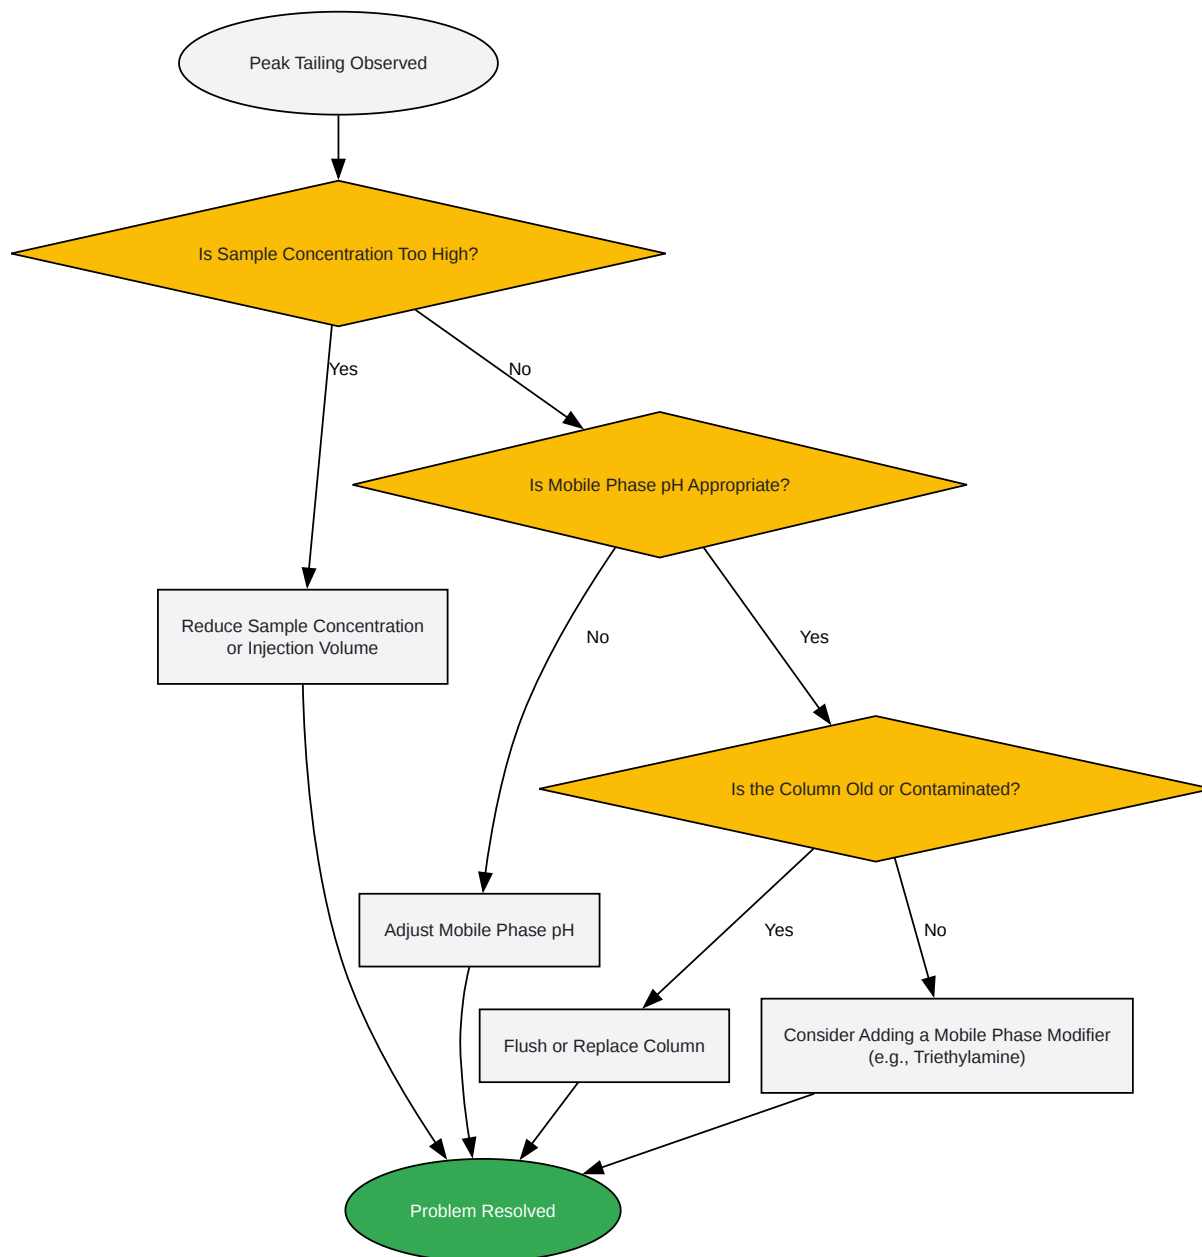 Peak Tailing Observed
Is Sample Concentration Too High?
Yes
No
Is Mobile Phase pH Appropriate?
Reduce Sample Concentration
or Injection Volume
No
Yes
Is the Column Old or Contaminated?
Adjust Mobile Phase pH
Yes
No
Flush or Replace Column
Consider Adding a Mobile Phase Modifier
(e.g., Triethylamine)
Problem Resolved